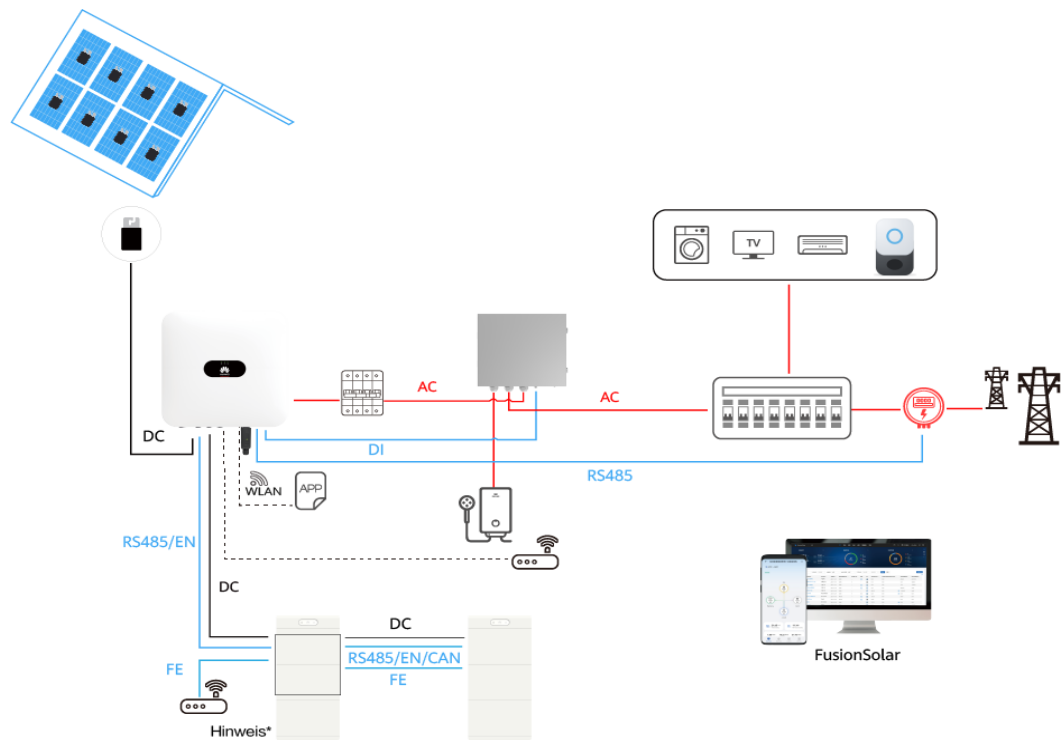 TV
AC
AC
DC
DI
RS485
WLAN
APP
RS485/EN
DC
DC
RS485/EN/CAN
FE
FE
Hinweis*
FusionSolar